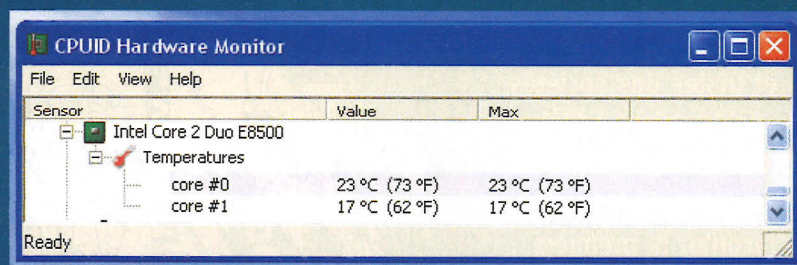 CPUID Hardware Monitor
File Edit View Help
Sensor Value Max
Intel Core 2 Duo E8500
Temperatures
core #0 23 °C (73 °F) 23 °C (73 °F)
core #1 17 °C (62 °F) 17 °C (62 °F)
Ready